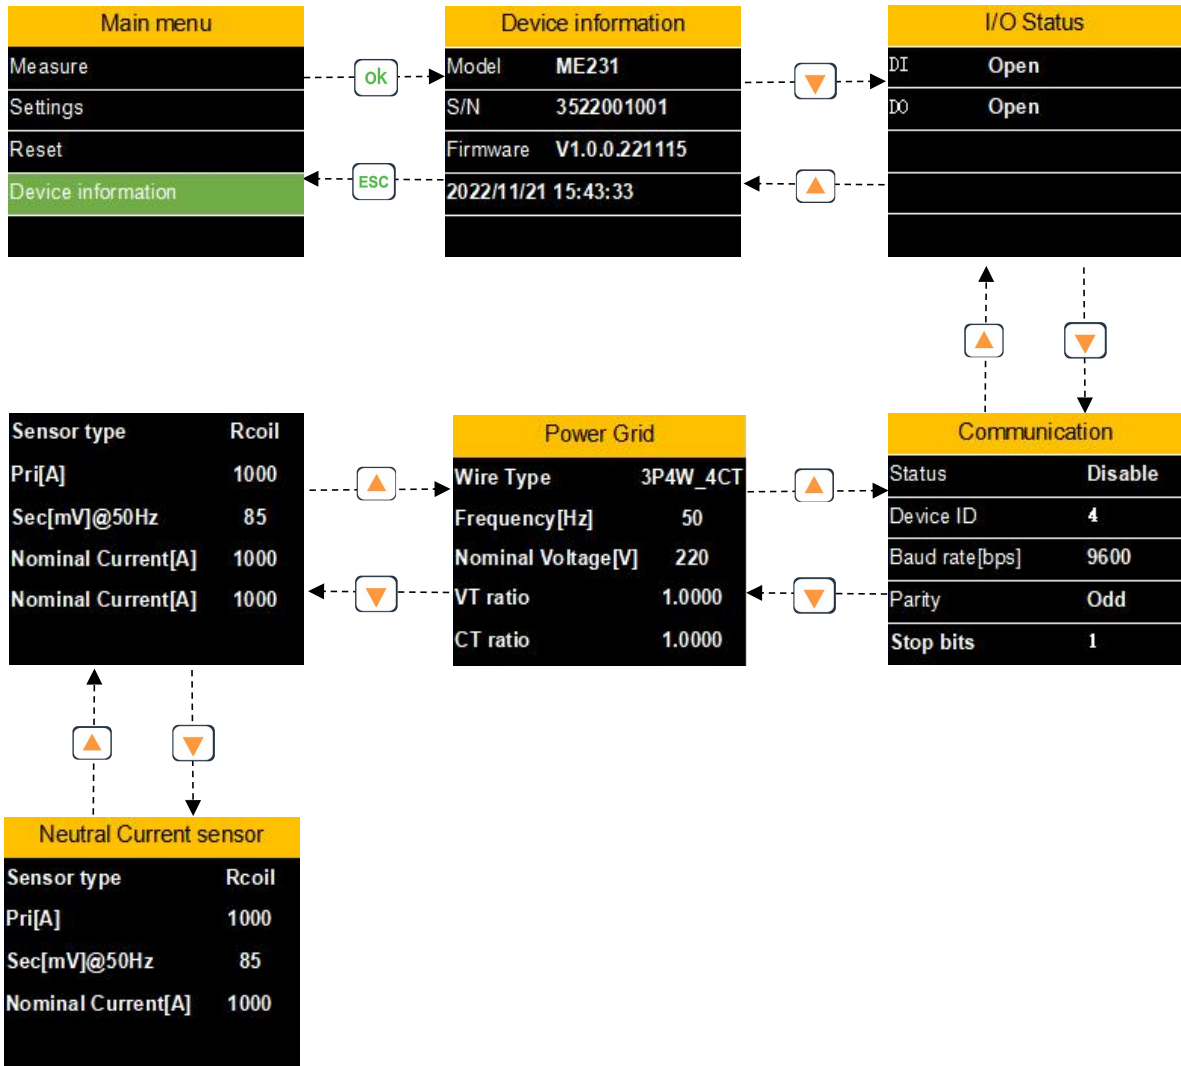 Main menu
Measure
Settings
Reset
Device information
ok
ESC
Device information
Model ME231
S/N 3522001001
Firmware V1.0.0.221115
2022/11/21 15:43:33
I/O Status
DI Open
DO Open
Sensor type Rcoil
Pri[A] 1000
Sec[mV]@50Hz 85
Nominal Current[A] 1000
Nominal Current[A] 1000
Power Grid
Wire Type 3P4W_4CT
Frequency[Hz] 50
Nominal Voltage[V] 220
VT ratio 1.0000
CT ratio 1.0000
Communication
Status Disable
Device ID 4
Baud rate[bps] 9600
Parity Odd
Stop bits 1
Neutral Current sensor
Sensor type Rcoil
Pri[A] 1000
Sec[mV]@50Hz 85
Nominal Current[A] 1000